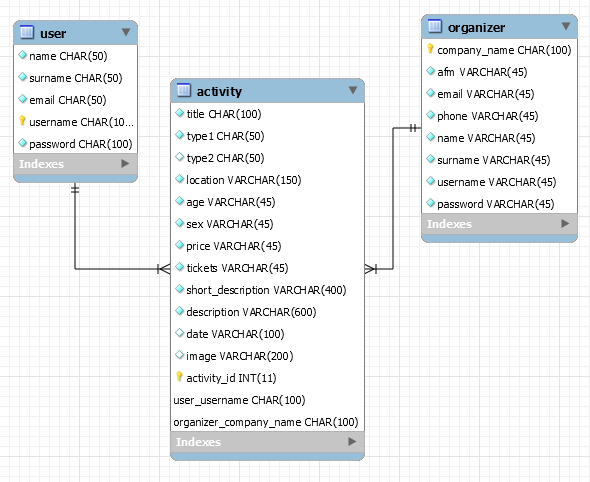 user
name CHAR(50)
surname CHAR(50)
email CHAR(50)
username CHAR(10...
password CHAR(100)
Indexes
activity
title CHAR(100)
type1 CHAR(50)
type2 CHAR(50)
location VARCHAR(150)
age VARCHAR(45)
sex VARCHAR(45)
price VARCHAR(45)
tickets VARCHAR(45)
short_description VARCHAR(400)
description VARCHAR(600)
date VARCHAR(100)
image VARCHAR(200)
activity_id INT(11)
user_username CHAR(100)
organizer_company_name CHAR(100)
Indexes
organizer
company_name CHAR(100)
afm VARCHAR(45)
email VARCHAR(45)
phone VARCHAR(45)
name VARCHAR(45)
surname VARCHAR(45)
username VARCHAR(45)
password VARCHAR(45)
Indexes